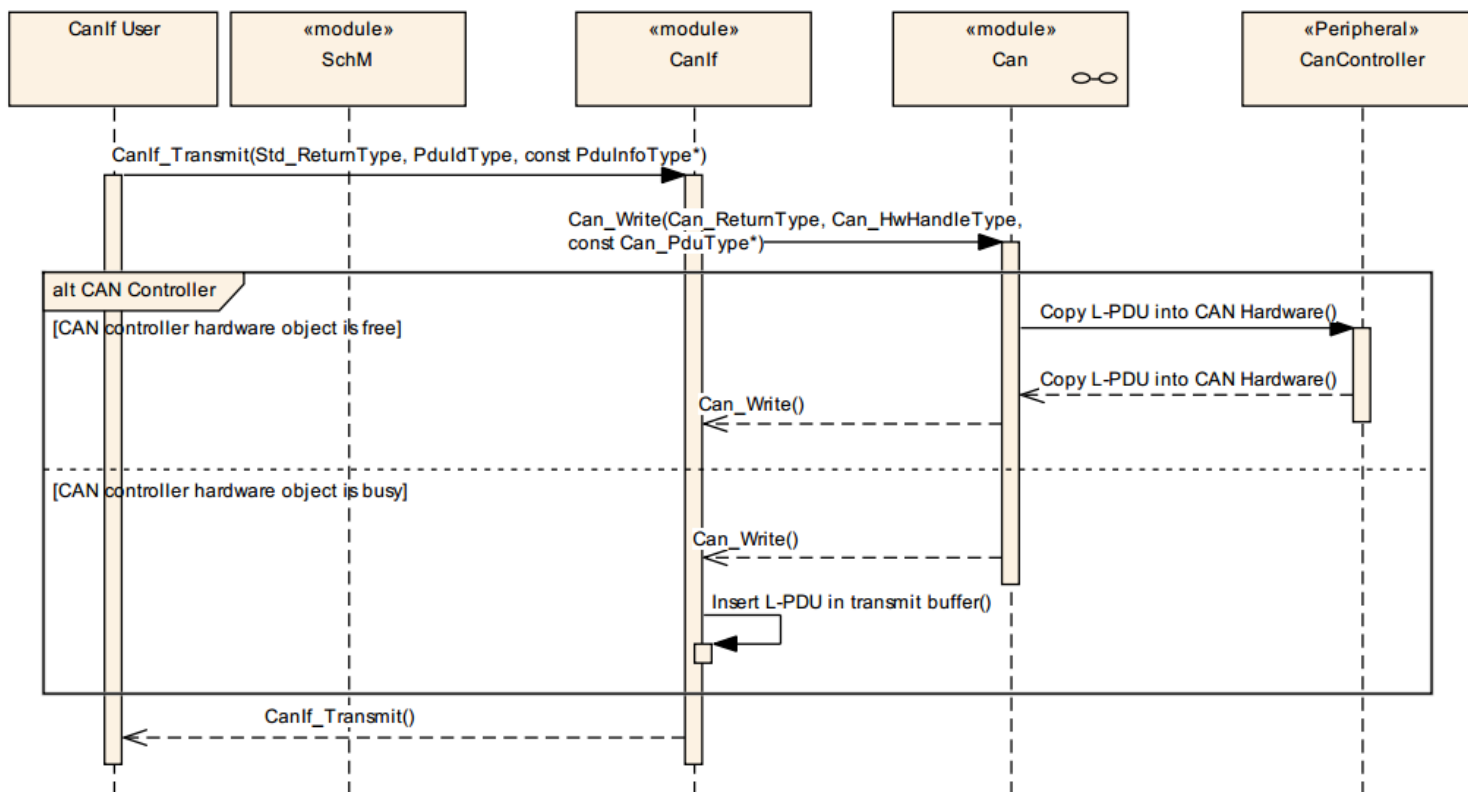 CanIf User
«module»
SchM
«module»
CanIf
«module»
Can
«Peripheral»
CanController
CanIf_Transmit(Std_ReturnType, PduIdType, const PduInfoType*)
Can_Write(Can_ReturnType, Can_HwHandleType,
const Can_PduType*)
alt CAN Controller
[CAN controller hardware object is free]
Copy L-PDU into CAN Hardware()
Copy L-PDU into CAN Hardware()
Can_Write()
[CAN controller hardware object is busy]
Can_Write()
Insert L-PDU in transmit buffer()
CanIf_Transmit()